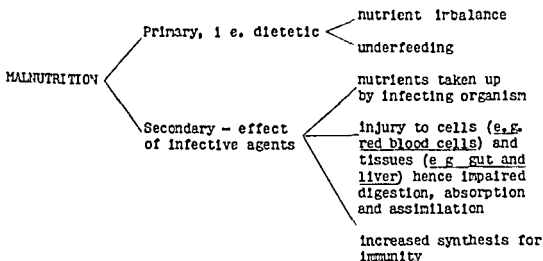 nutrient irbalance
Primary, i e. dietetic
underfeeding
MALNUTRITION
nutrients taken up
by infecting organism
Secondary - effect
of infective agents
injury to cells (e.g.
red blood cells) and
tissues (e g gut and
liver) hence impaired
digestion, absorption
and assimilation
increased synthesis for
immunity